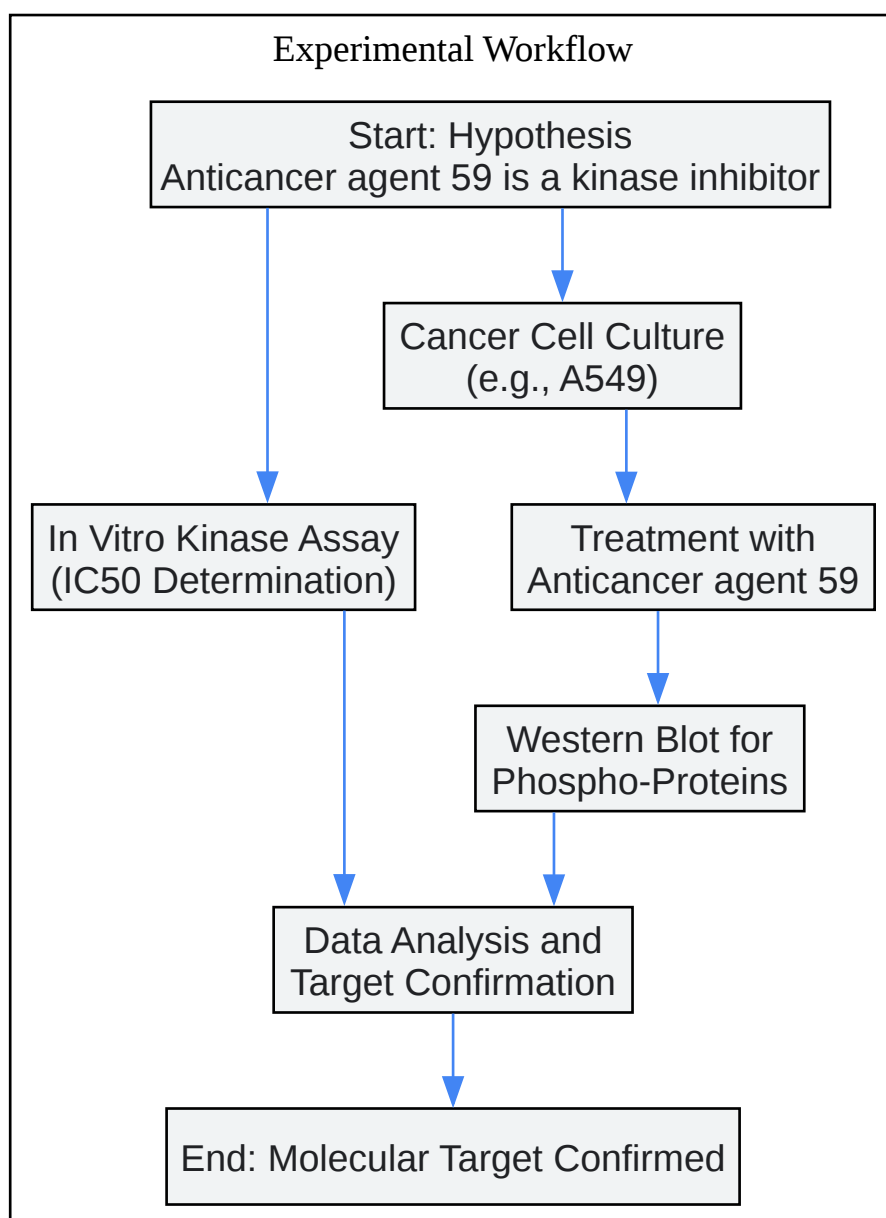 Experimental Workflow
Start: Hypothesis
Anticancer agent 59 is a kinase inhibitor
Cancer Cell Culture
(e.g., A549)
In Vitro Kinase Assay
(IC50 Determination)
Treatment with
Anticancer agent 59
Western Blot for
Phospho-Proteins
Data Analysis and
Target Confirmation
End: Molecular Target Confirmed